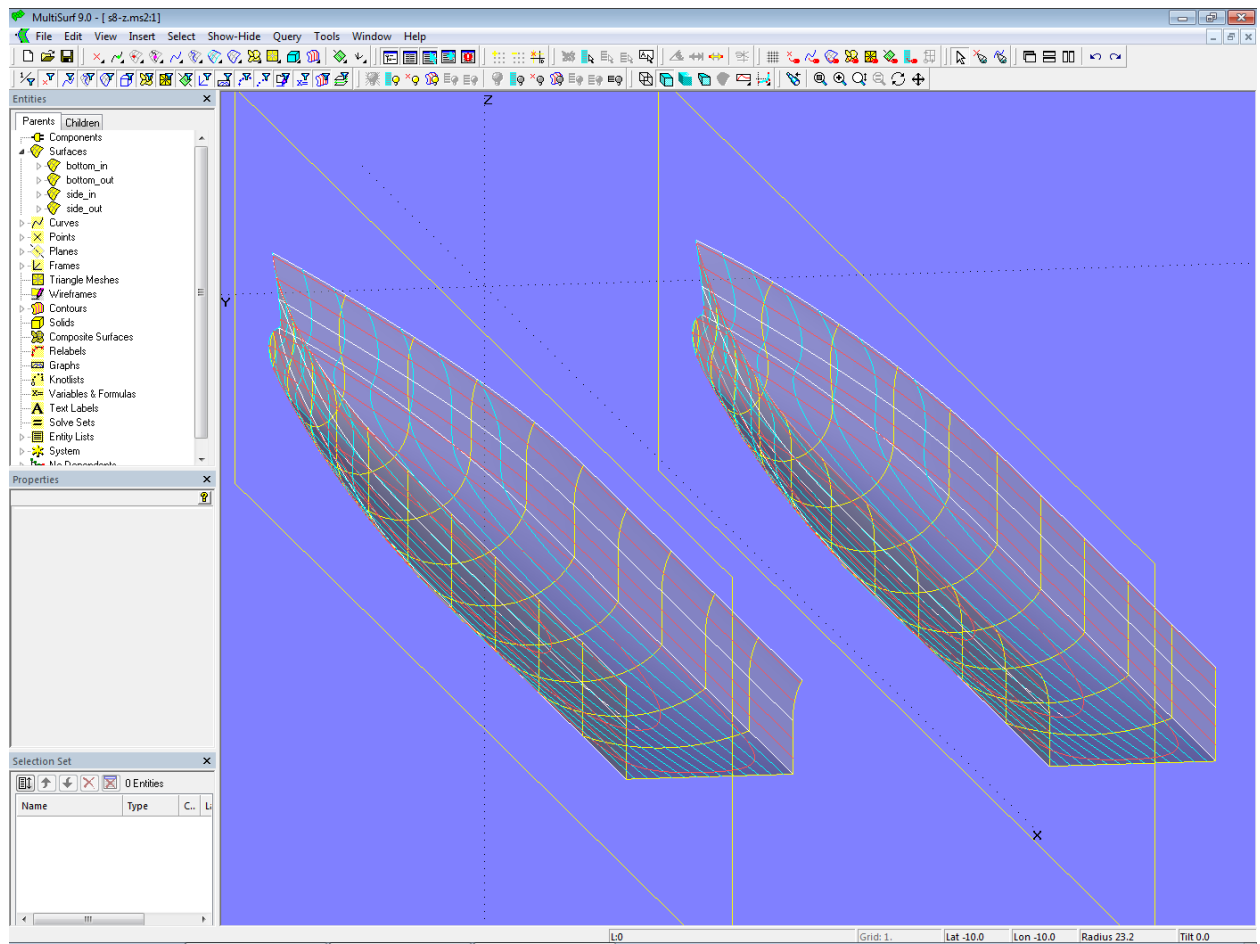 MultiSurf 9.0 - [ s8-z.ms2:1]
File Edit View Insert Select Show-Hide Query Tools Window Help
Entities
Parents Children
Components
Surfaces
bottom_in
bottom_out
side_in
side_out
Curves
Points
Planes
Frames
Triangle Meshes
Wireframes
Contours
Solids
Composite Surfaces
Relabels
Graphs
Knotlists
Variables & Formulas
Text Labels
Solve Sets
Entity Lists
System
No Dependents
Properties
Selection Set
0 Entities
Name Type C.. La
Z
Y
X
L:0 Grid: 1. Lat -10.0 Lon -10.0 Radius 23.2 Tilt 0.0